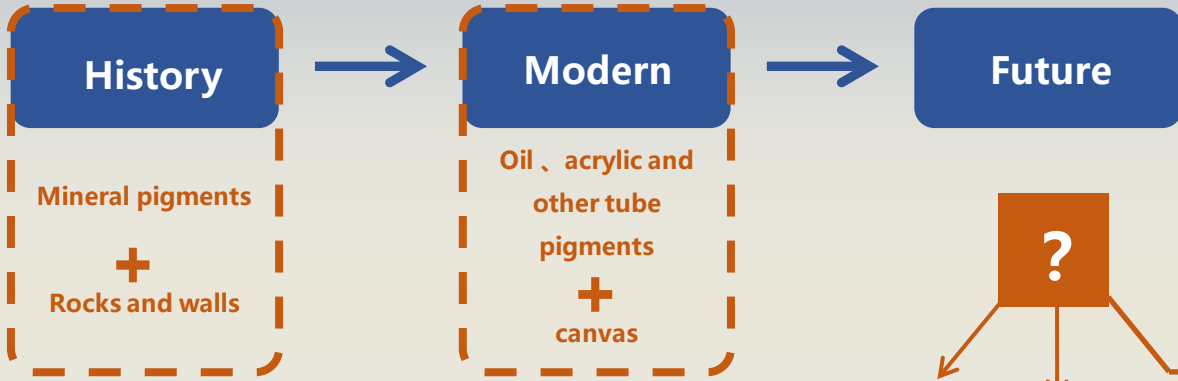 History
Modern
Future
Mineral pigments
+
Rocks and walls
Oil 、acrylic and
other tube
pigments
+
canvas
?